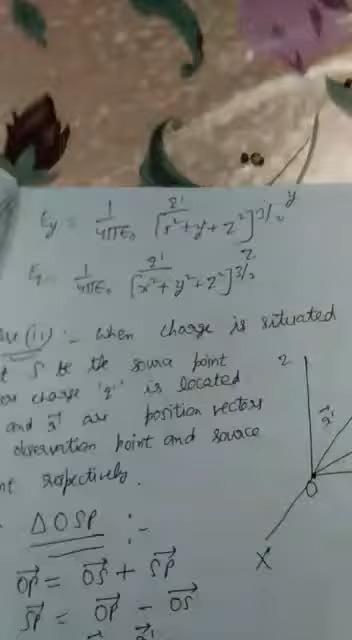 Ey = 1/4πε₀ q'/[x²+y²+z²]^3/2 y
Ez = 1/4πε₀ q'/[x²+y²+z²]^3/2 z
(ii) :- When charge is situated
S be the source point
charge 'q'' is located
and r' are position vectors
observation point and source
respectively.
Z
r'
O
X
ΔOSP :-
OP = OS + SP
SP = OP - OS